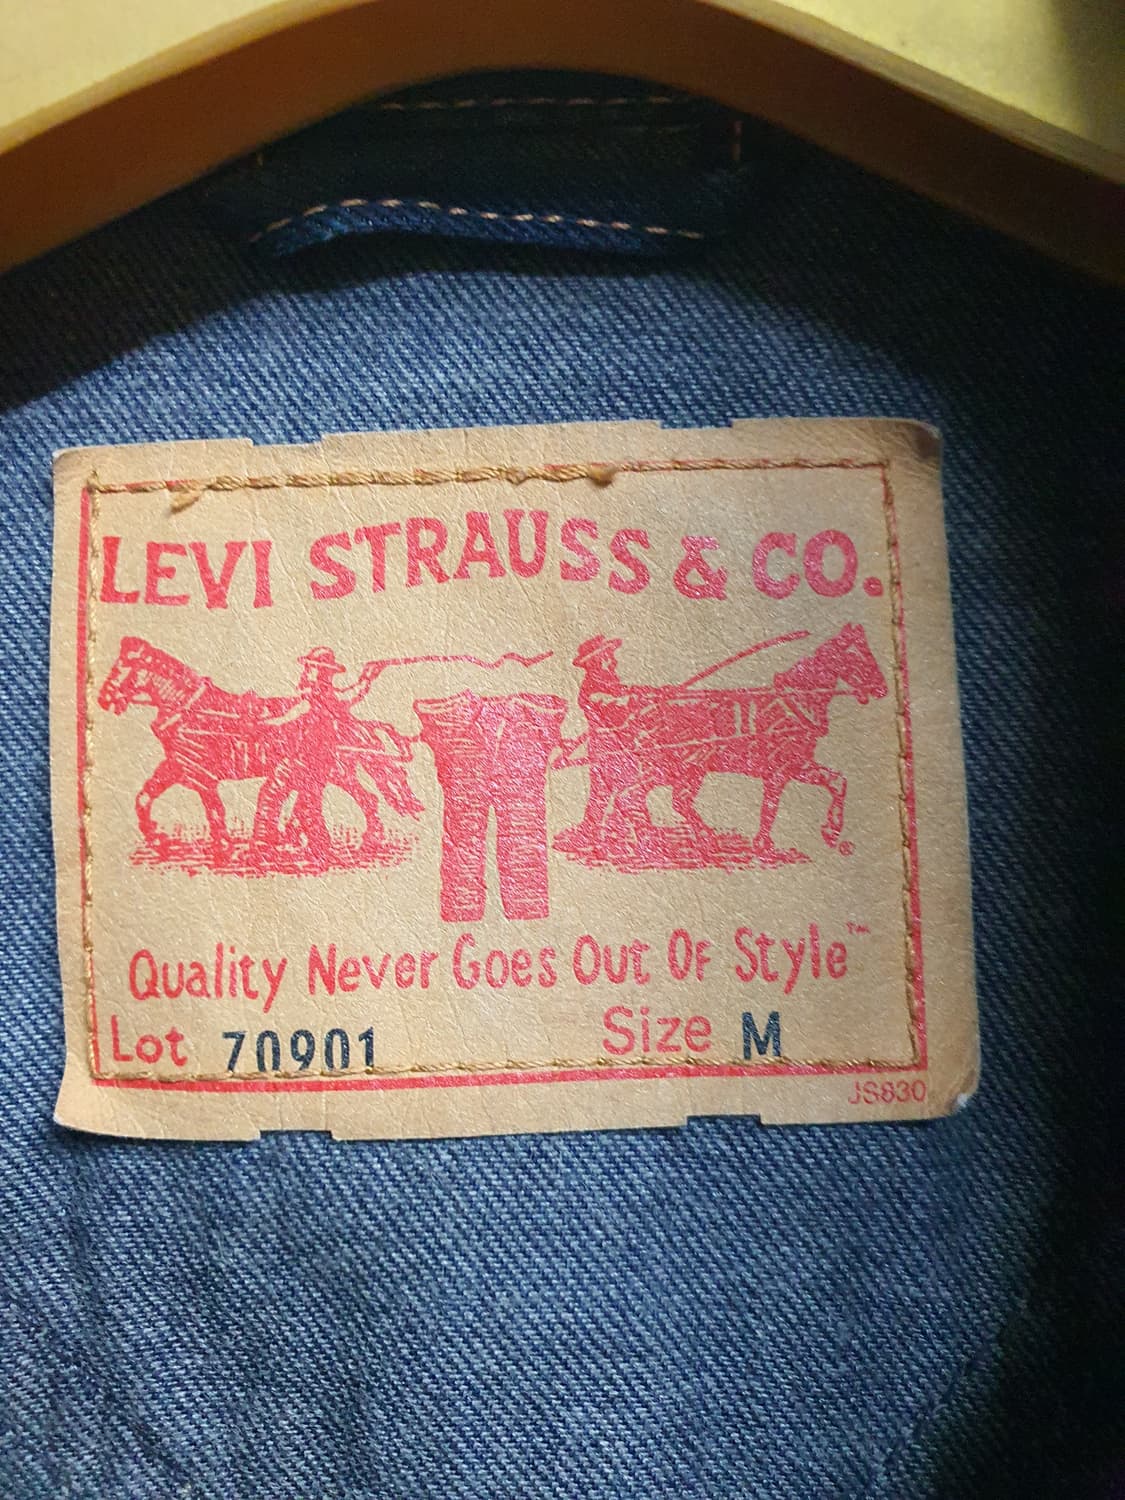 LEVI STRAUSS & CO.
®
Quality Never Goes Out Of Style™
Lot 70901 Size M
JS830